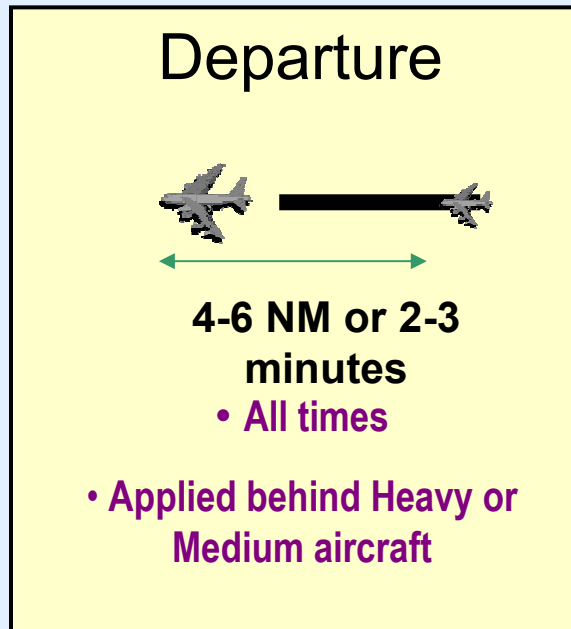 Departure
4-6 NM or 2-3
minutes
• All times
• Applied behind Heavy or
Medium aircraft